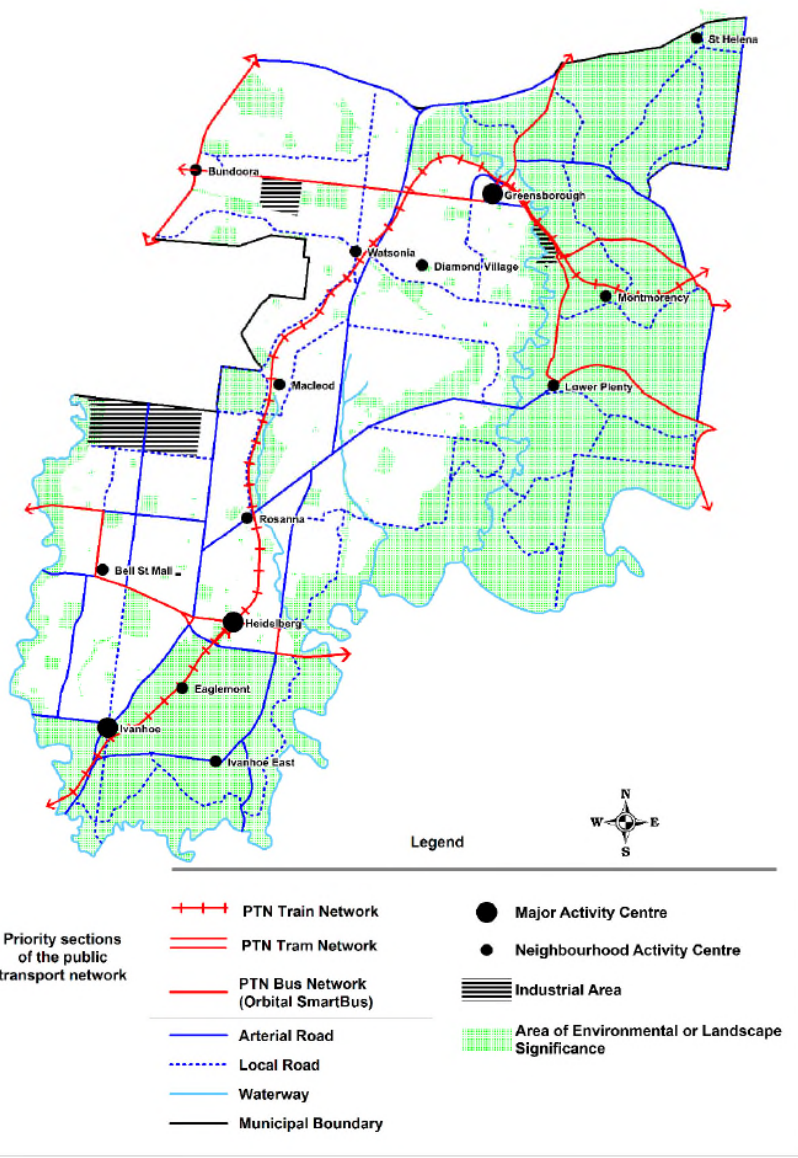 St Helena
Bundoora
Greensborough
Watsonia
Diamond Village
Montmorency
Macleod
Lower Plenty
Rosanna
Bell St Mall
Heidelberg
Eaglemont
Ivanhoe
Ivanhoe East
N
W E
S
Legend
Priority sections
of the public
transport network
PTN Train Network
PTN Tram Network
PTN Bus Network
(Orbital SmartBus)
Arterial Road
Local Road
Waterway
Municipal Boundary
Major Activity Centre
Neighbourhood Activity Centre
Industrial Area
Area of Environmental or Landscape
Significance